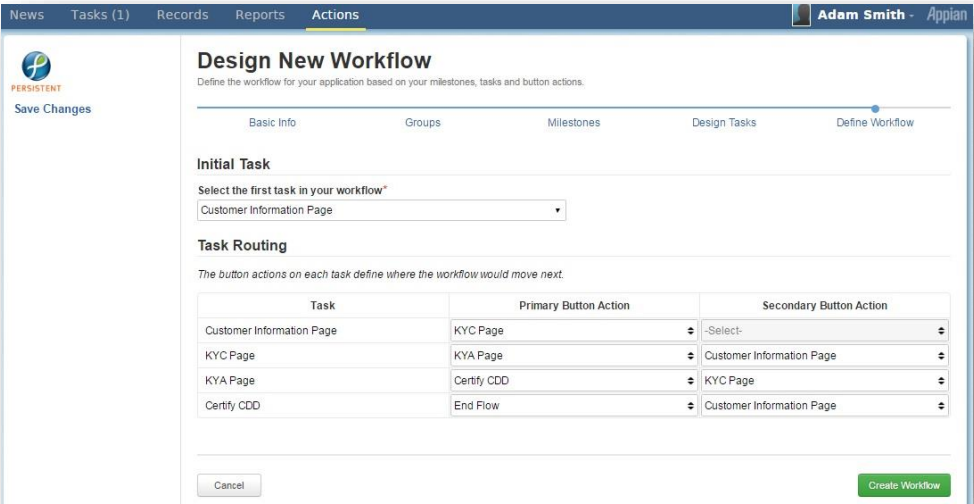 News Tasks (1) Records Reports Actions Adam Smith - Appian
PERSISTENT
Save Changes
Design New Workflow
Define the workflow for your application based on your milestones, tasks and button actions.
Basic Info Groups Milestones Design Tasks Define Workflow
Initial Task
Select the first task in your workflow*
Customer Information Page
Task Routing
The button actions on each task define where the workflow would move next.
Task Primary Button Action Secondary Button Action
Customer Information Page KYC Page -Select-
KYC Page KYA Page Customer Information Page
KYA Page Certify CDD KYC Page
Certify CDD End Flow Customer Information Page
Cancel Create Workflow